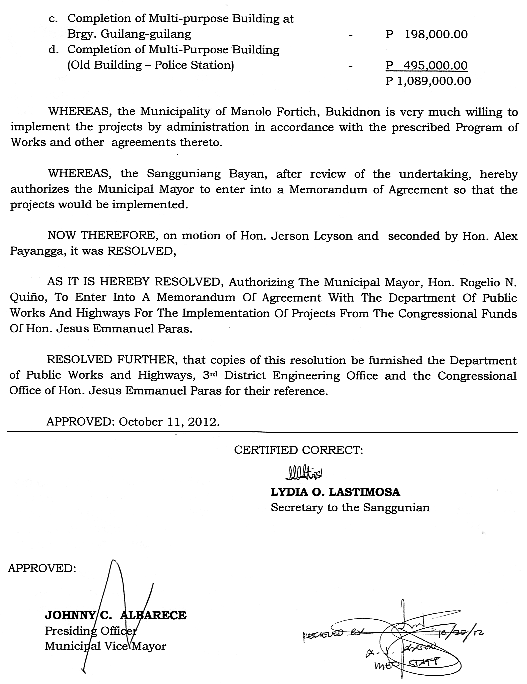 c. Completion of Multi-purpose Building at
Brgy. Guilang-guilang - P 198,000.00
d. Completion of Multi-Purpose Building
(Old Building – Police Station) - P 495,000.00
P 1,089,000.00
WHEREAS, the Municipality of Manolo Fortich, Bukidnon is very much willing to
implement the projects by administration in accordance with the prescribed Program of
Works and other agreements thereto.
WHEREAS, the Sangguniang Bayan, after review of the undertaking, hereby
authorizes the Municipal Mayor to enter into a Memorandum of Agreement so that the
projects would be implemented.
NOW THEREFORE, on motion of Hon. Jerson Leyson and seconded by Hon. Alex
Payangga, it was RESOLVED,
AS IT IS HEREBY RESOLVED, Authorizing The Municipal Mayor, Hon. Rogelio N.
Quiño, To Enter Into A Memorandum Of Agreement With The Department Of Public
Works And Highways For The Implementation Of Projects From The Congressional Funds
Of Hon. Jesus Emmanuel Paras.
RESOLVED FURTHER, that copies of this resolution be furnished the Department
of Public Works and Highways, 3rd District Engineering Office and the Congressional
Office of Hon. Jesus Emmanuel Paras for their reference.
APPROVED: October 11, 2012.
CERTIFIED CORRECT:
LYDIA O. LASTIMOSA
Secretary to the Sanggunian
APPROVED:
JOHNNY C. ALBARECE
Presiding Officer
Municipal Vice Mayor
10/22/12
STAFF